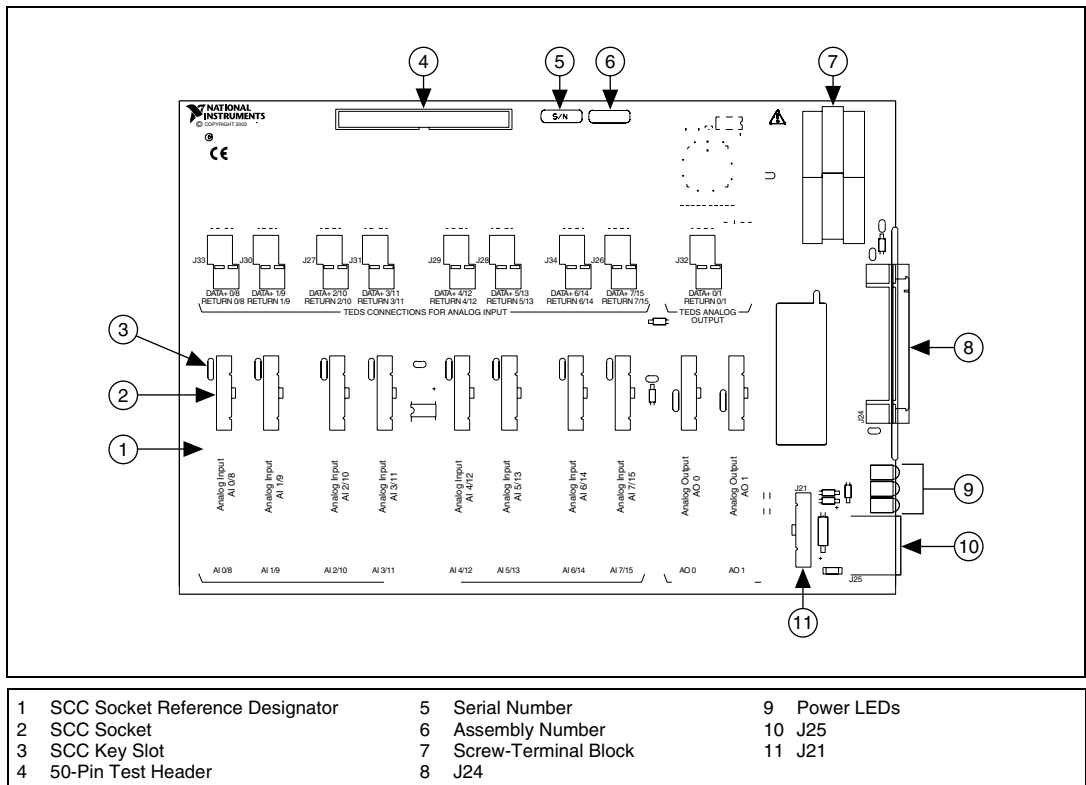 4
5
6
7
NATIONAL
INSTRUMENTS
© COPYRIGHT 2003
S/N
C
CE
J33
J30
J27
J31
J29
J28
J34
J26
J32
DATA+ 0/8
RETURN 0/8
DATA+ 1/9
RETURN 1/9
DATA+ 2/10
RETURN 2/10
DATA+ 3/11
RETURN 3/11
DATA+ 4/12
RETURN 4/12
DATA+ 5/13
RETURN 5/13
DATA+ 6/14
RETURN 6/14
DATA+ 7/15
RETURN 7/15
DATA+ 0/1
RETURN 0/1
TEDS CONNECTIONS FOR ANALOG INPUT
TEDS ANALOG
OUTPUT
3
8
2
J24
1
Analog Input
AI 0/8
Analog Input
AI 1/9
Analog Input
AI 2/10
Analog Input
AI 3/11
Analog Input
AI 4/12
Analog Input
AI 5/13
Analog Input
AI 6/14
Analog Input
AI 7/15
Analog Output
AO 0
Analog Output
AO 1
J21
9
10
AI 0/8
AI 1/9
AI 2/10
AI 3/11
AI 4/12
AI 5/13
AI 6/14
AI 7/15
AO 0
AO 1
J25
11
1 SCC Socket Reference Designator
2 SCC Socket
3 SCC Key Slot
4 50-Pin Test Header
5 Serial Number
6 Assembly Number
7 Screw-Terminal Block
8 J24
9 Power LEDs
10 J25
11 J21